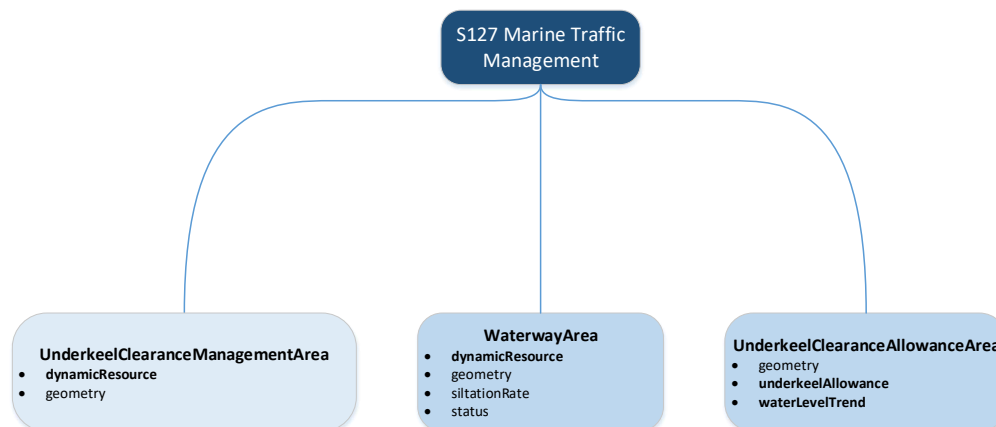 S127 Marine Traffic
Management
UnderkeelClearanceManagementArea
• dynamicResource
• geometry
WaterwayArea
• dynamicResource
• geometry
• siltationRate
• status
UnderkeelClearanceAllowanceArea
• geometry
• underkeelAllowance
• waterLevelTrend